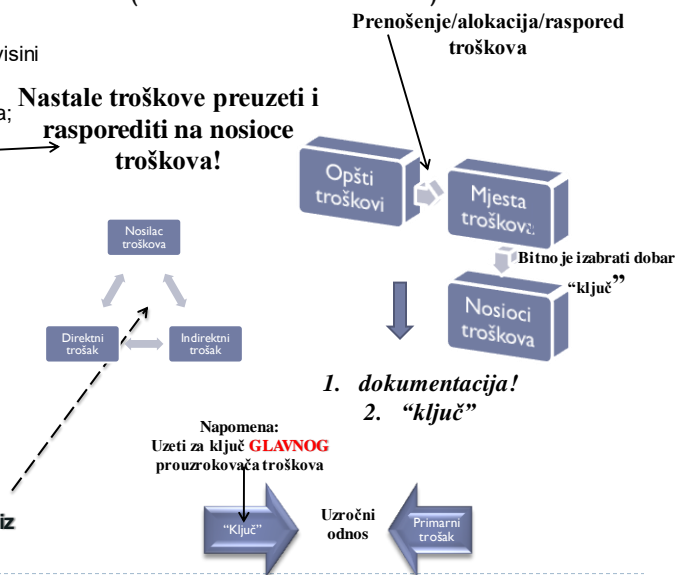 Prenošenje/alokacija/raspored
troškova
visini
a;
Nastale troškove preuzeti i
rasporediti na nosioce
troškova!
Opšti
troškovi
Mjesta
troškova
Bitno je izabrati dobar
“ključ”
Nosioci
troškova
Nosilac
troškova
Direktni
trošak
Indirektni
trošak
1. dokumentacija!
2. “ključ”
Napomena:
Uzeti za ključ GLAVNOG
prouzrokovača troškova
“Ključ”
Uzročni
odnos
Primarni
trošak
iz